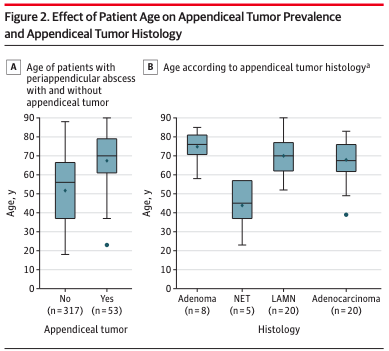 Figure 2. Effect of Patient Age on Appendiceal Tumor Prevalence
and Appendiceal Tumor Histology
A Age of patients with
periappendicular abscess
with and without
appendiceal tumor
90
80
70
60
50
40
30
20
10
0
Age, y
No
(n=317)
Yes
(n=53)
Appendiceal tumor
B Age according to appendiceal tumor histologyᵃ
90
80
70
60
50
40
30
20
10
0
Age, y
Adenoma
(n=8)
NET
(n=5)
LAMN
(n=20)
Adenocarcinoma
(n=20)
Histology